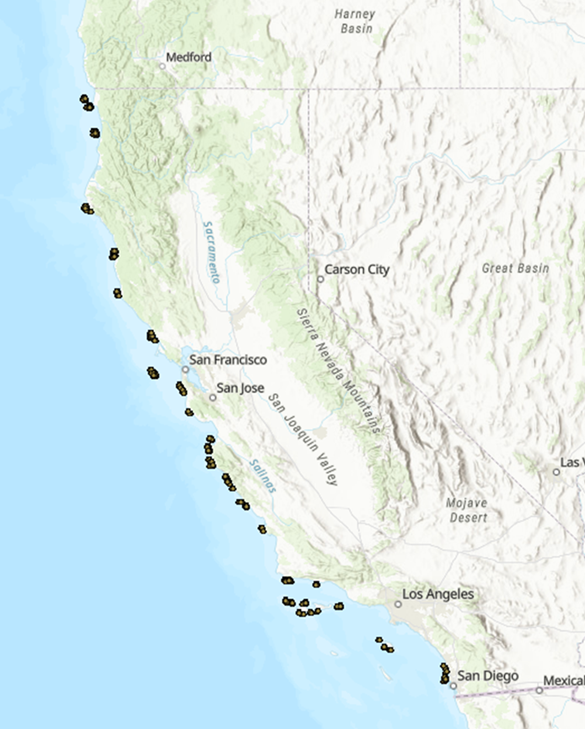 Harney
Basin
Medford
Sacramento
Carson City
Great Basin
Sierra Nevada Mountains
San Francisco
San Jose
San Joaquin Valley
Salinas
Las V
Mojave
Desert
Los Angeles
San Diego
Mexical